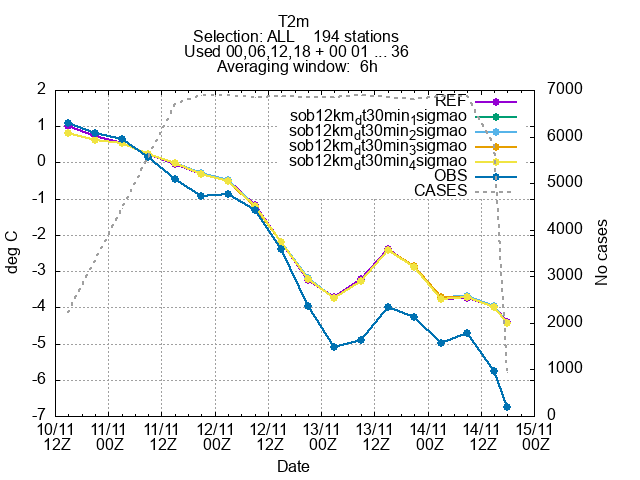 T2m
Selection: ALL 194 stations
Used 00,06,12,18 + 00 01 ... 36
Averaging window: 6h
2
1
0
-1
-2
-3
-4
-5
-6
-7
deg C
7000
6000
5000
4000
3000
2000
1000
0
No cases
REF
sob12km_dt30min_1sigmao
sob12km_dt30min_2sigmao
sob12km_dt30min_3sigmao
sob12km_dt30min_4sigmao
OBS
CASES
10/11 11/11 11/11 12/11 12/11 13/11 13/11 14/11 14/11 15/11
12Z 00Z 12Z 00Z 12Z 00Z 12Z 00Z 12Z 00Z
Date